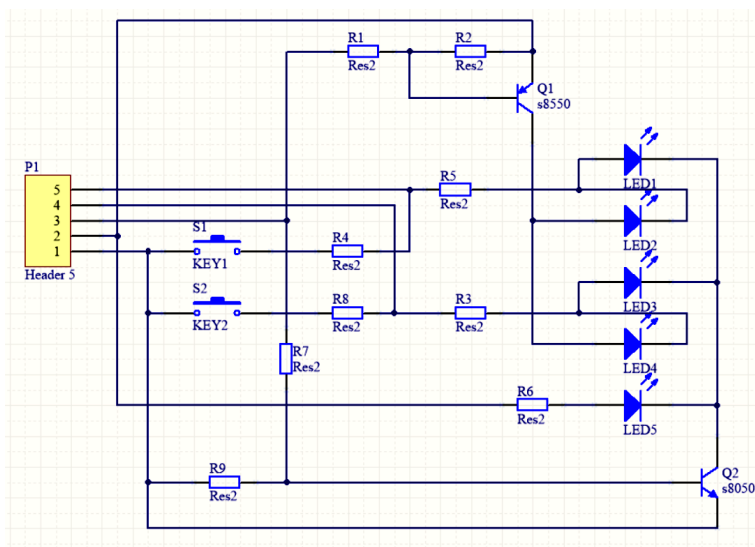 R1
Res2
R2
Res2
Q1
s8550
P1
5
4
3
2
1
Header 5
R5
Res2
LED1
S1
KEY1
R4
Res2
LED2
S2
KEY2
R8
Res2
R3
Res2
LED3
R7
Res2
LED4
R6
Res2
LED5
R9
Res2
Q2
s8050